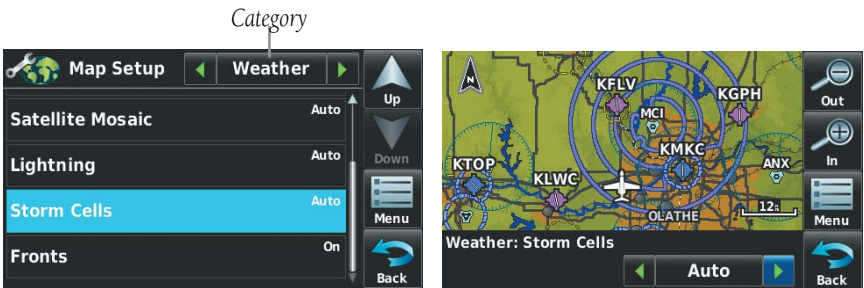 Category
Map Setup
Weather
Up
Satellite Mosaic
Auto
Down
Lightning
Auto
Storm Cells
Auto
Menu
Fronts
On
Back
N
KFLV
KGPH
MCI
KMKC
KTOP
KLWC
ANX
OLATHE
Out
In
Menu
Weather: Storm Cells
Auto
Back